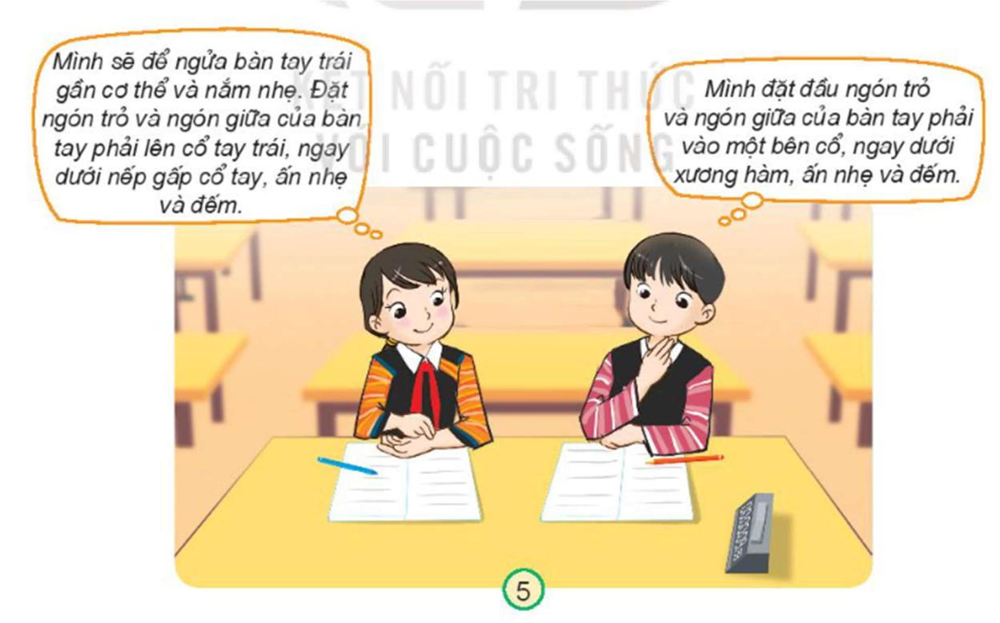 Mình sẽ để ngửa bàn tay trái
gần cơ thể và nắm nhẹ. Đặt
ngón trỏ và ngón giữa của bàn
tay phải lên cổ tay trái, ngay
dưới nếp gấp cổ tay, ấn nhẹ
và đếm.
KẾT NỐI TRI THỨC
VỚI CUỘC SỐNG
Mình đặt đầu ngón trỏ
và ngón giữa của bàn tay phải
vào một bên cổ, ngay dưới
xương hàm, ấn nhẹ và đếm.
5